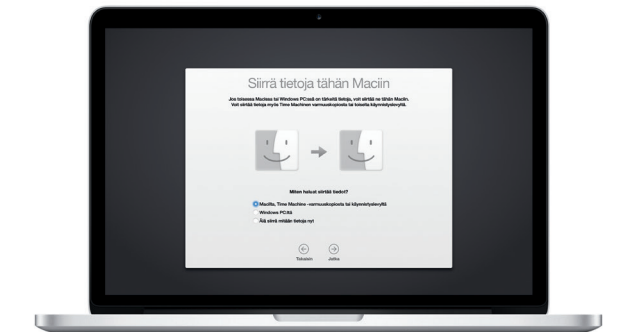 Siirrä tietoja tähän Maciin
Jos toisessa Macissa tai Windows PC:ssä on tärkeitä tietoja, voit siirtää ne tähän Maciin.
Voit siirtää tietoja myös Time Machinen varmuuskopiosta tai toiselta käynnistyslevyltä.
Miten haluat siirtää tiedot?
Macilta, Time Machine -varmuuskopiosta tai käynnistyslevyltä
Windows PC:ltä
Älä siirrä mitään tietoja nyt
Takaisin
Jatka